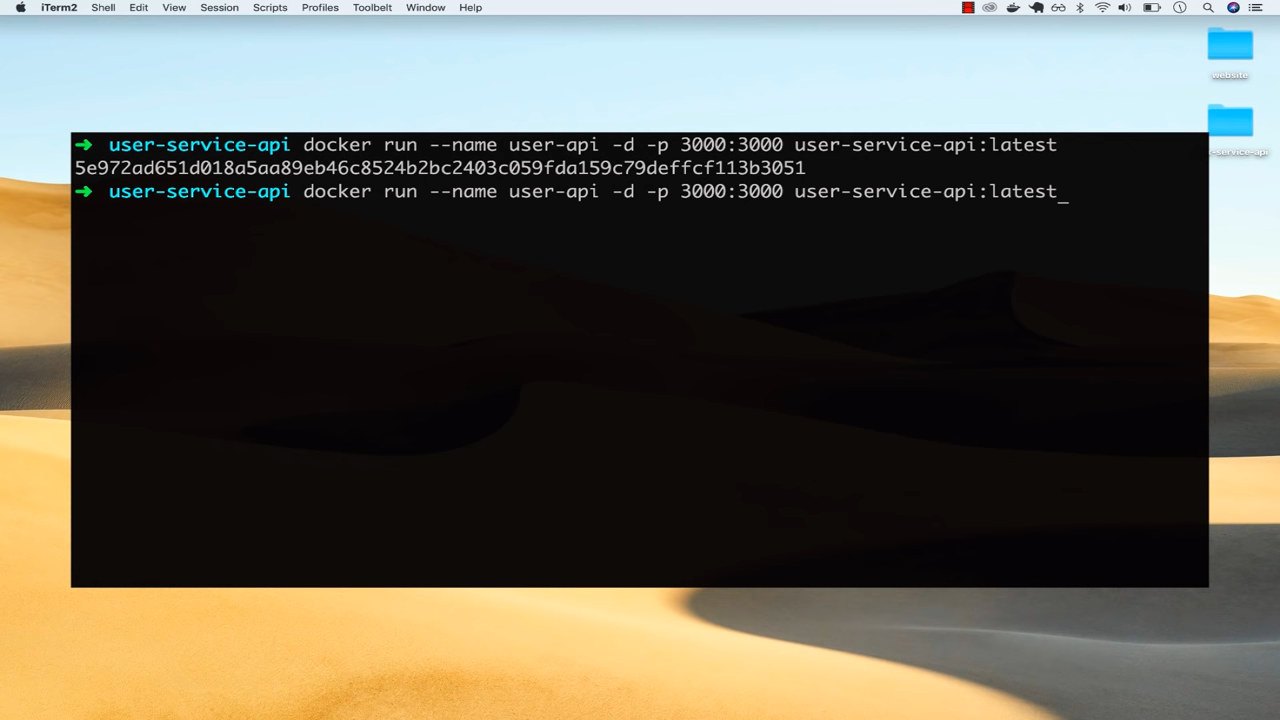 iTerm2 Shell Edit View Session Scripts Profiles Toolbelt Window Help
website
➜ user-service-api docker run --name user-api -d -p 3000:3000 user-service-api:latest
5e972ad651d018a5aa89eb46c8524b2bc2403c059fda159c79deffcf113b3051
➜ user-service-api docker run --name user-api -d -p 3000:3000 user-service-api:latest_
r-service-api